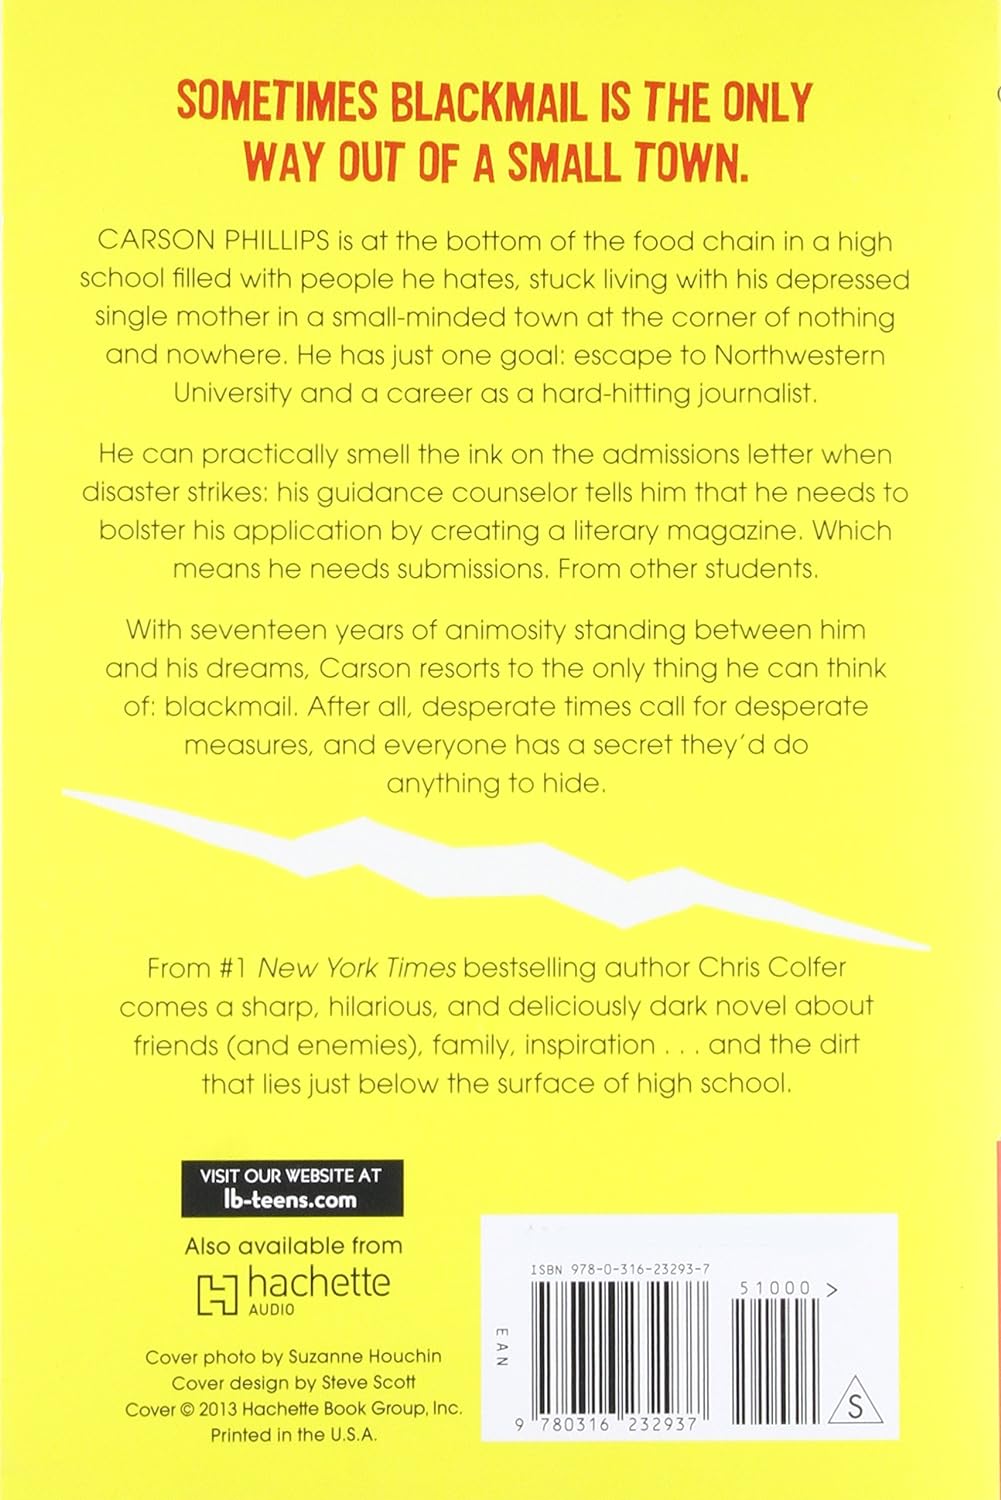 SOMETIMES BLACKMAIL IS THE ONLY
WAY OUT OF A SMALL TOWN.
CARSON PHILLIPS is at the bottom of the food chain in a high
school filled with people he hates, stuck living with his depressed
single mother in a small-minded town at the corner of nothing
and nowhere. He has just one goal: escape to Northwestern
University and a career as a hard-hitting journalist.
He can practically smell the ink on the admissions letter when
disaster strikes: his guidance counselor tells him that he needs to
bolster his application by creating a literary magazine. Which
means he needs submissions. From other students.
With seventeen years of animosity standing between him
and his dreams, Carson resorts to the only thing he can think
of: blackmail. After all, desperate times call for desperate
measures, and everyone has a secret they'd do
anything to hide.
From #1 New York Times bestselling author Chris Colfer
comes a sharp, hilarious, and deliciously dark novel about
friends (and enemies), family, inspiration . . . and the dirt
that lies just below the surface of high school.
VISIT OUR WEBSITE AT
lb-teens.com
Also available from
hachette
AUDIO
Cover photo by Suzanne Houchin
Cover design by Steve Scott
Cover © 2013 Hachette Book Group, Inc.
Printed in the U.S.A.
ISBN 978-0-316-23293-7
51000 >
EAN
9 780316 232937
S